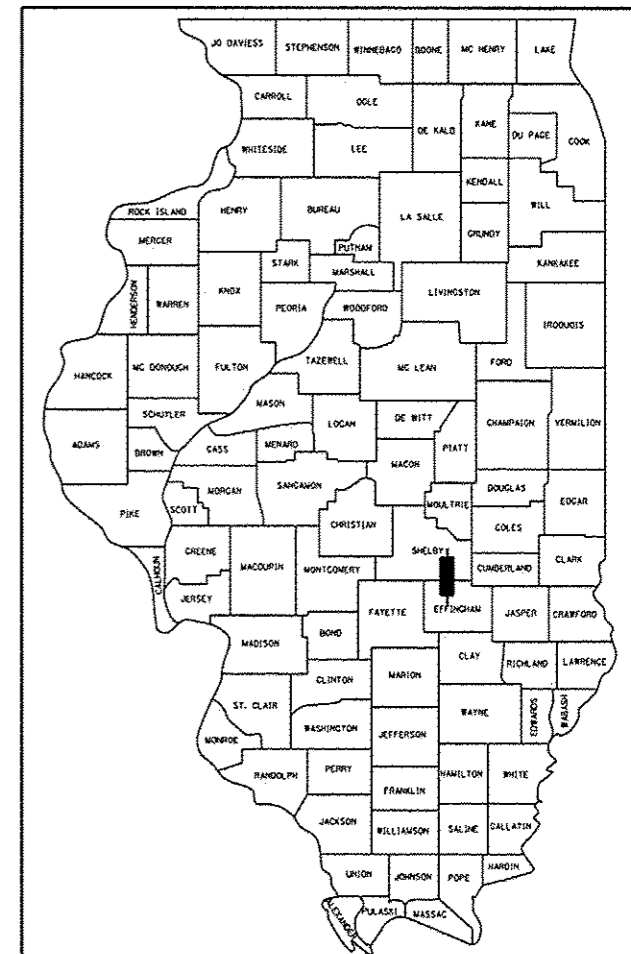 JO DAVIESS STEPHENSON WINNEBAGO BOONE MC HENRY LAKE
CARROLL OGLE
DE KALB KANE DU PAGE COOK
WHITESIDE LEE
KENDALL WILL
ROCK ISLAND HENRY BUREAU LA SALLE GRUNDY
MERCER PUTNAM
STARK MARSHALL KANKAKEE
HENDERSON WARREN KNOX PEORIA WOODFORD LIVINGSTON IROQUOIS
HANCOCK MC DONOUGH FULTON TAZEWELL MC LEAN FORD
SCHUYLER MASON LOGAN DE WITT CHAMPAIGN VERMILION
ADAMS BROWN CASS MENARD PIATT
MACON
PIKE SCOTT MORGAN SANGAMON MOULTRIE DOUGLAS EDGAR
CHRISTIAN COLES
CALHOUN GREENE MACOUPIN MONTGOMERY SHELBY CUMBERLAND CLARK
JERSEY FAYETTE EFFINGHAM JASPER CRAWFORD
MADISON BOND
CLAY RICHLAND LAWRENCE
CLINTON MARION
ST. CLAIR WAYNE EDWARDS WABASH
MONROE WASHINGTON JEFFERSON
RANDOLPH PERRY HAMILTON WHITE
FRANKLIN
JACKSON WILLIAMSON SALINE GALLATIN
UNION JOHNSON POPE HARDIN
ALEXANDER PULASKI MASSAC